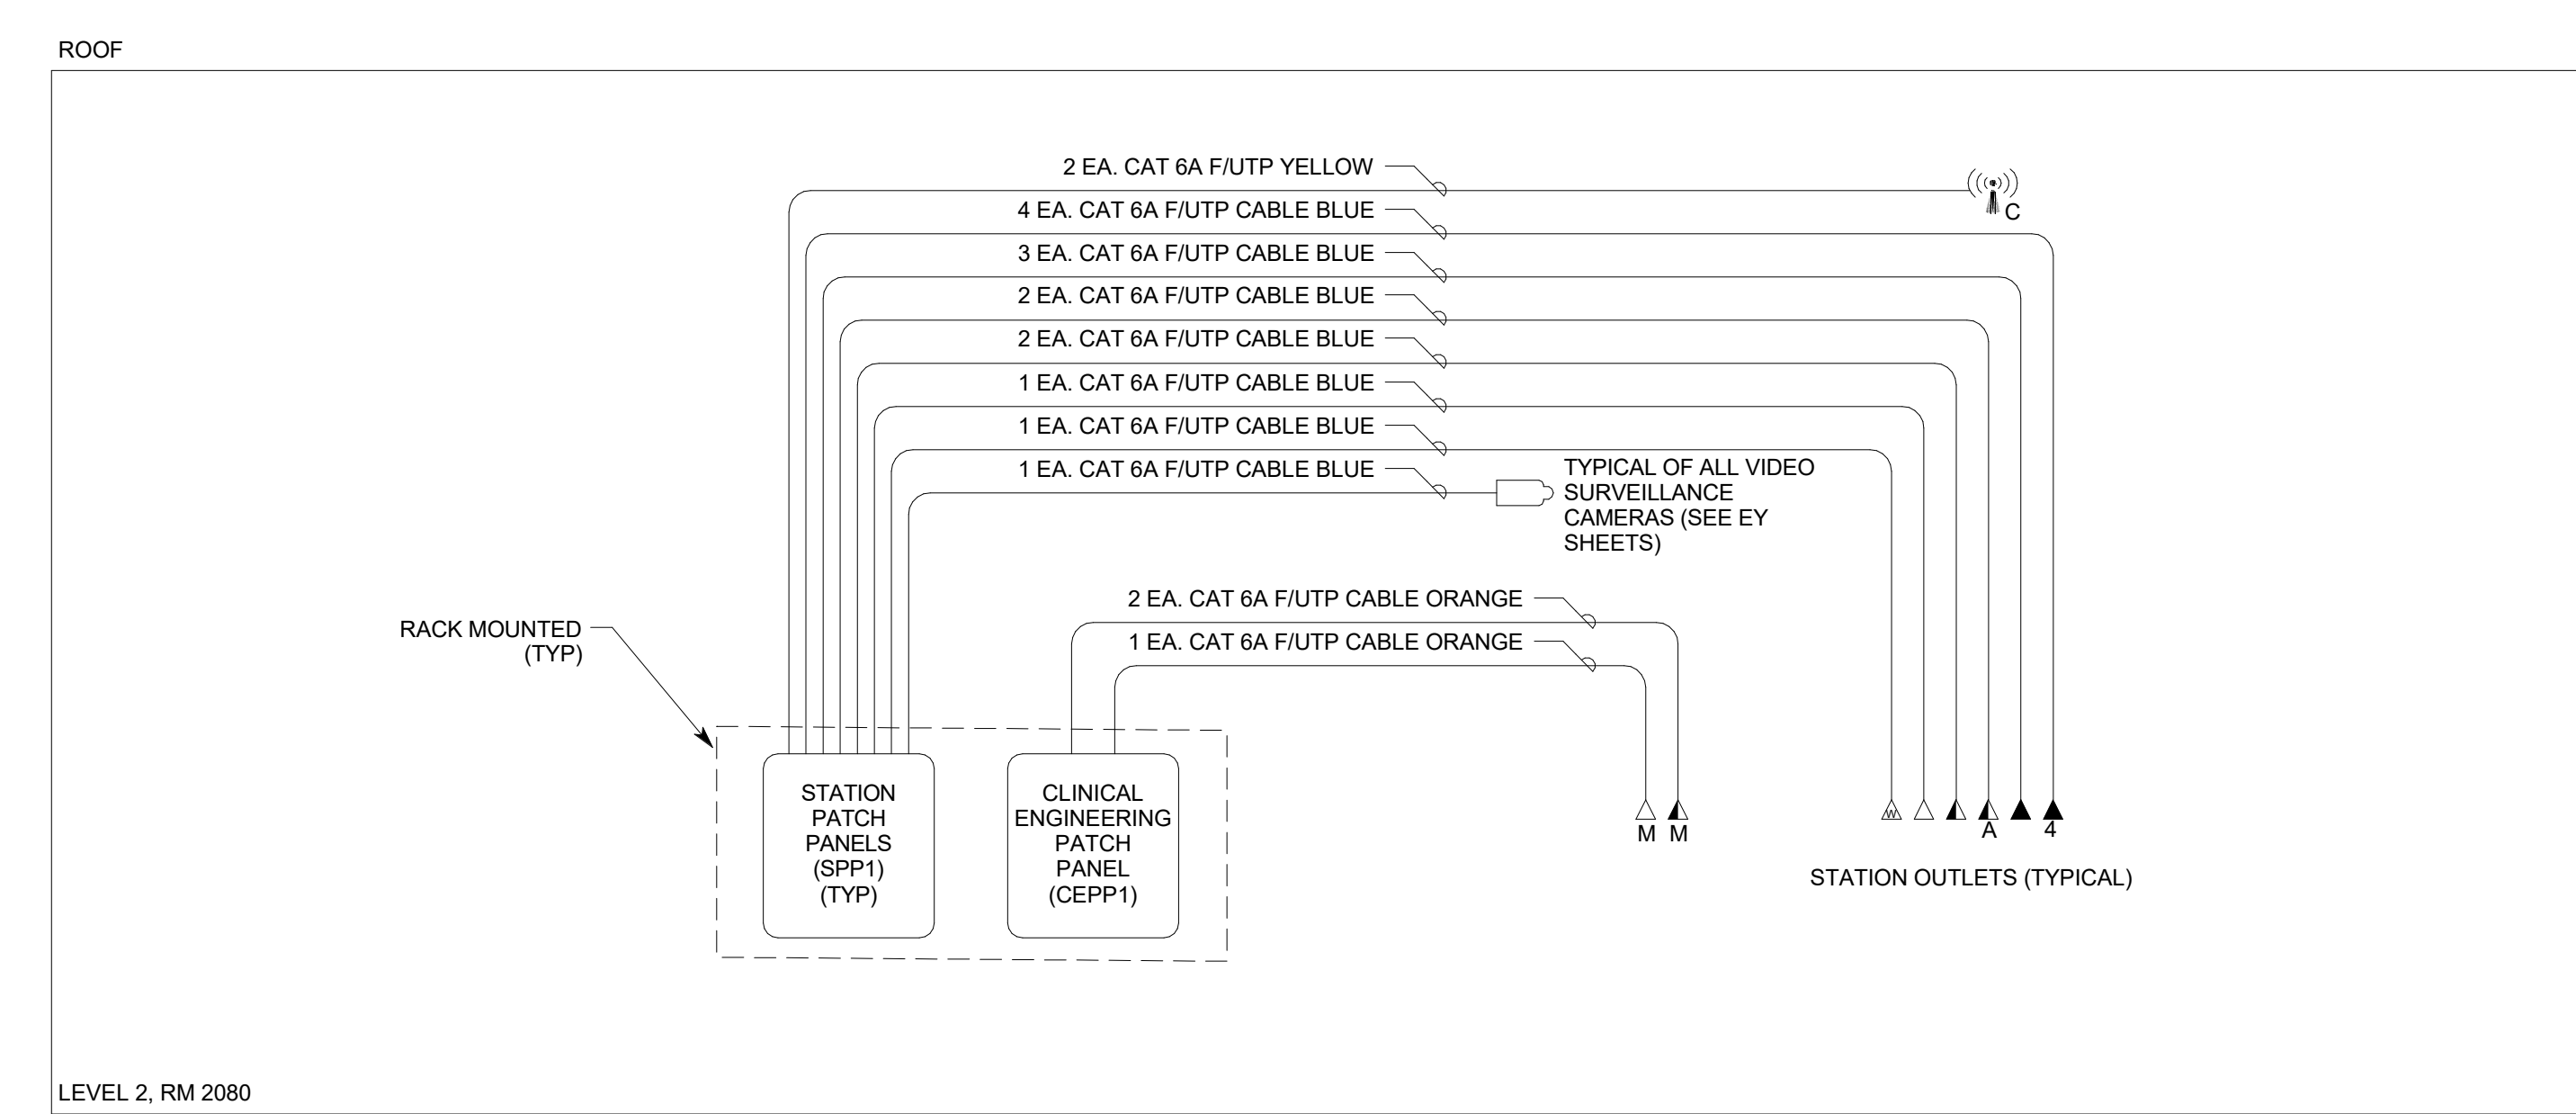 ROOF
2 EA. CAT 6A F/UTP YELLOW
C
4 EA. CAT 6A F/UTP CABLE BLUE
3 EA. CAT 6A F/UTP CABLE BLUE
2 EA. CAT 6A F/UTP CABLE BLUE
2 EA. CAT 6A F/UTP CABLE BLUE
1 EA. CAT 6A F/UTP CABLE BLUE
1 EA. CAT 6A F/UTP CABLE BLUE
1 EA. CAT 6A F/UTP CABLE BLUE
TYPICAL OF ALL VIDEO
SURVEILLANCE
CAMERAS (SEE EY
SHEETS)
2 EA. CAT 6A F/UTP CABLE ORANGE
1 EA. CAT 6A F/UTP CABLE ORANGE
RACK MOUNTED
(TYP)
STATION
PATCH
PANELS
(SPP1)
(TYP)
CLINICAL
ENGINEERING
PATCH
PANEL
(CEPP1)
M M
W
A
4
STATION OUTLETS (TYPICAL)
LEVEL 2, RM 2080